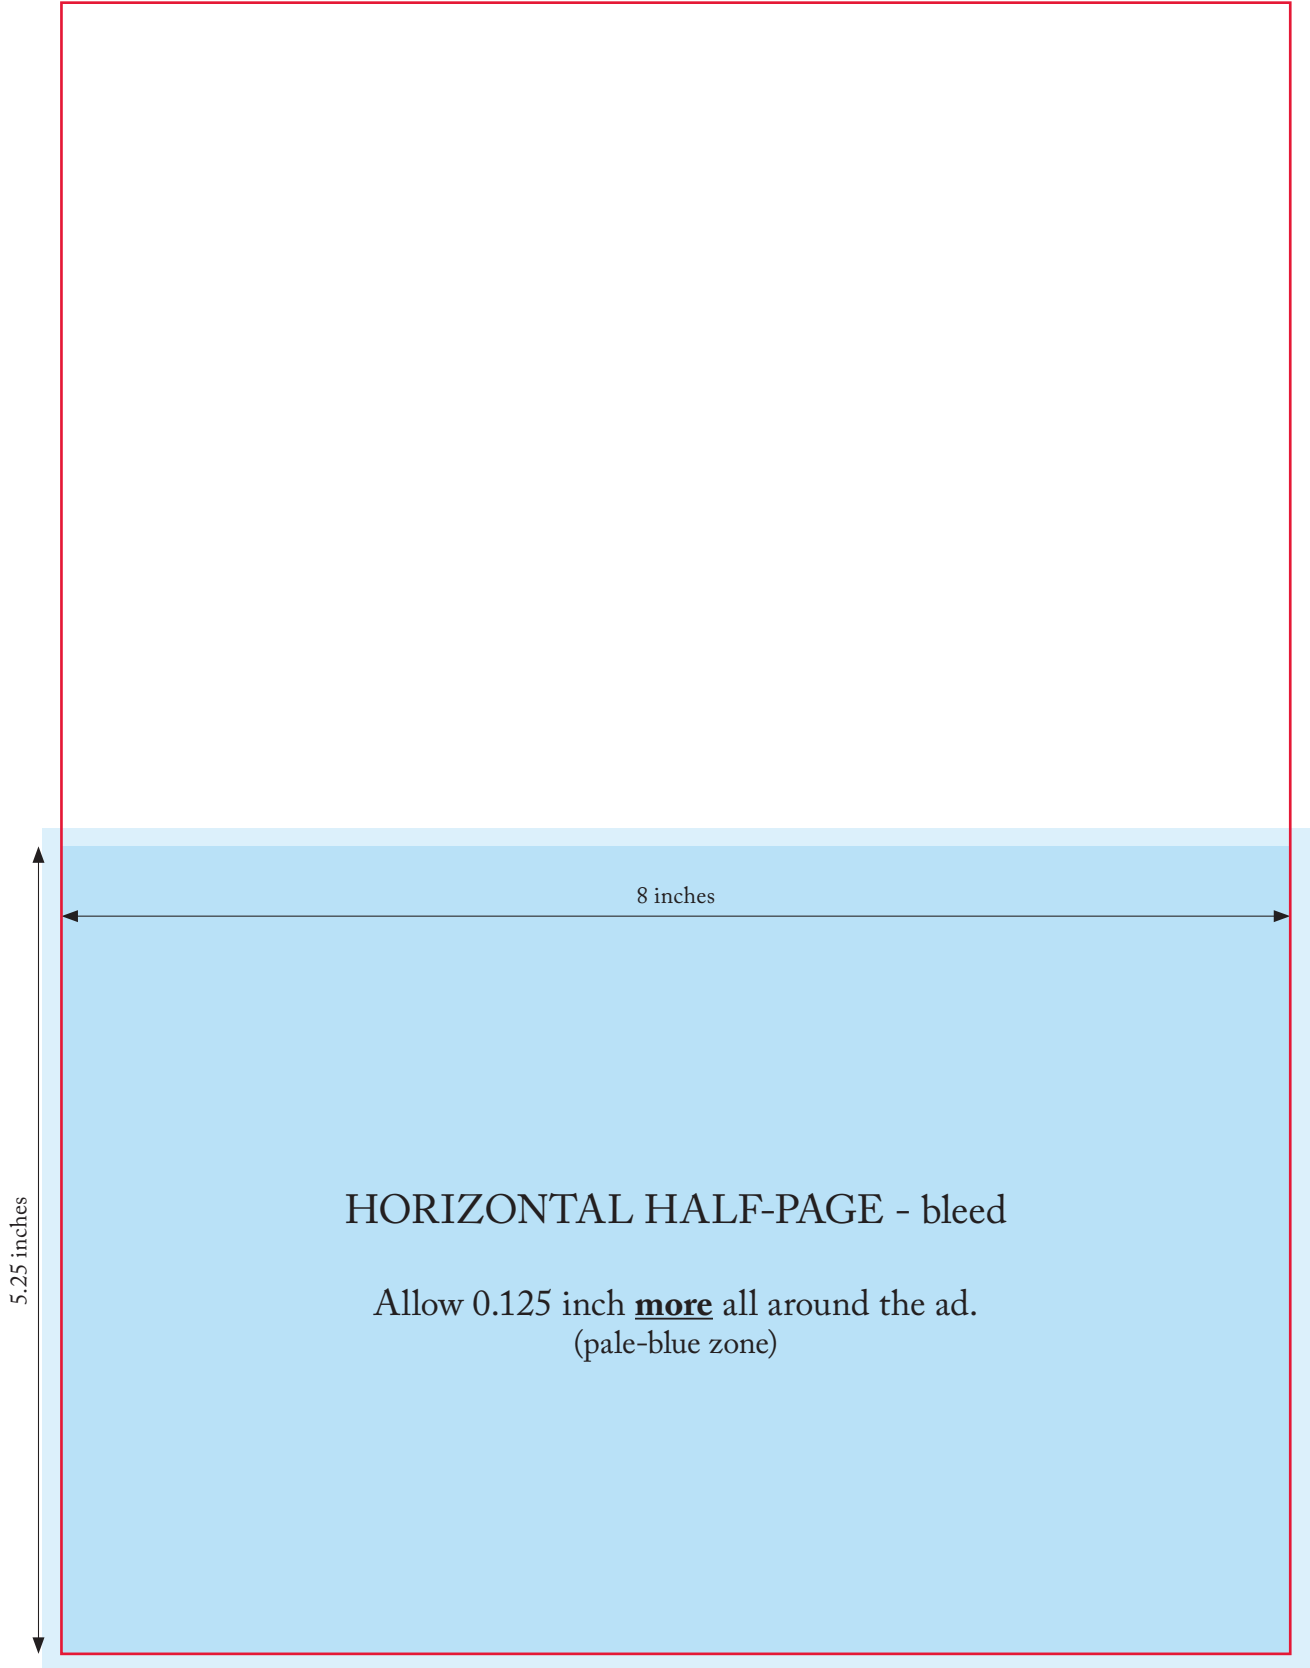 8 inches
5.25 inches
HORIZONTAL HALF-PAGE - bleed
Allow 0.125 inch more all around the ad.
(pale-blue zone)